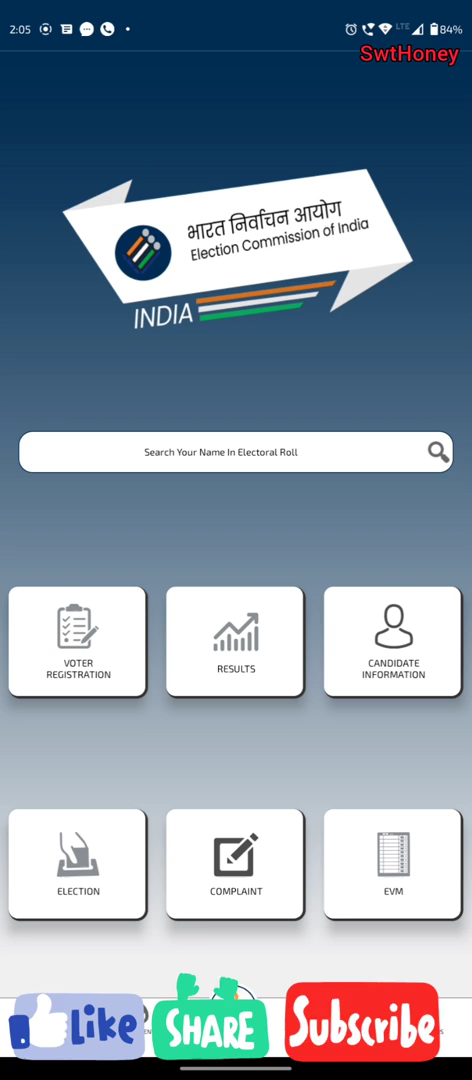 2:05
LTE
84%
SwtHoney
भारत निर्वाचन आयोग
Election Commission of India
INDIA
Search Your Name In Electoral Roll
VOTER
REGISTRATION
RESULTS
CANDIDATE
INFORMATION
ELECTION
COMPLAINT
EVM
Like
SHARE
Subscribe